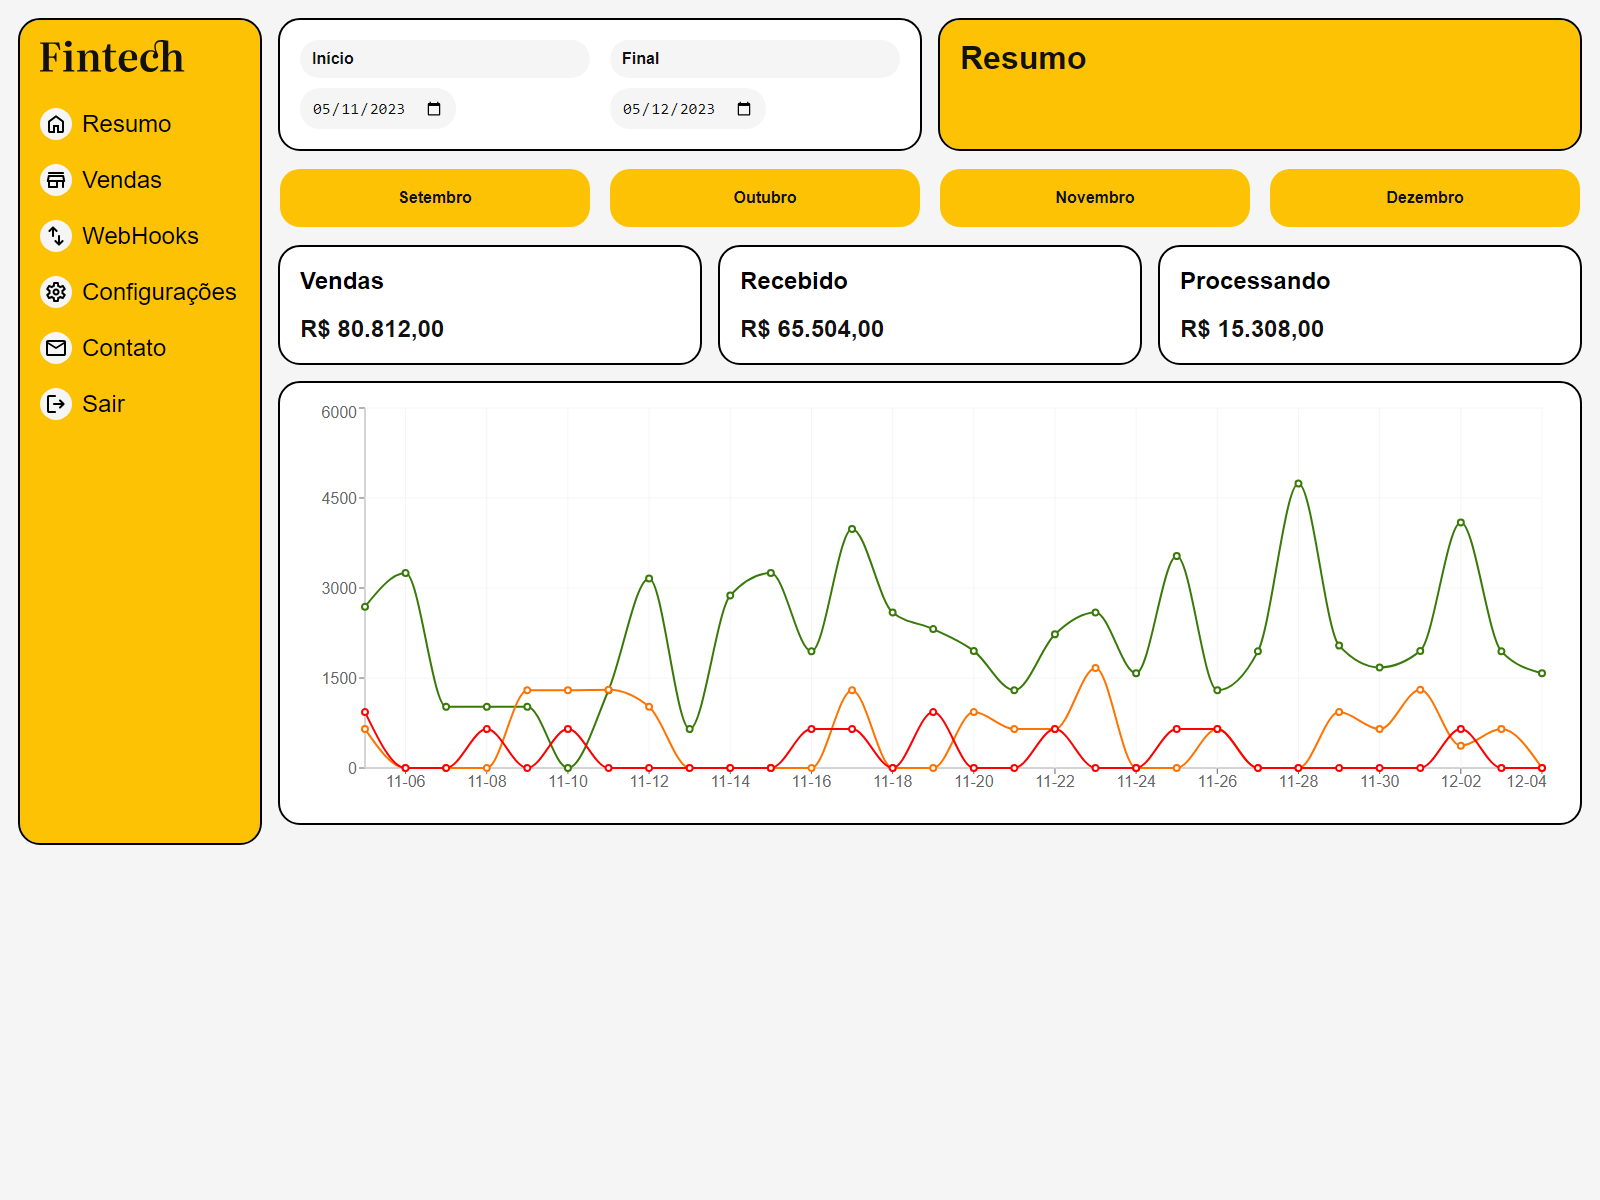 Fintech
Resumo
Vendas
WebHooks
Configurações
Contato
Sair
Início
Final
05/11/2023
05/12/2023
Resumo
Setembro
Outubro
Novembro
Dezembro
Vendas
R$ 80.812,00
Recebido
R$ 65.504,00
Processando
R$ 15.308,00
6000
4500
3000
1500
0
11-06 11-08 11-10 11-12 11-14 11-16 11-18 11-20 11-22 11-24 11-26 11-28 11-30 12-02 12-04